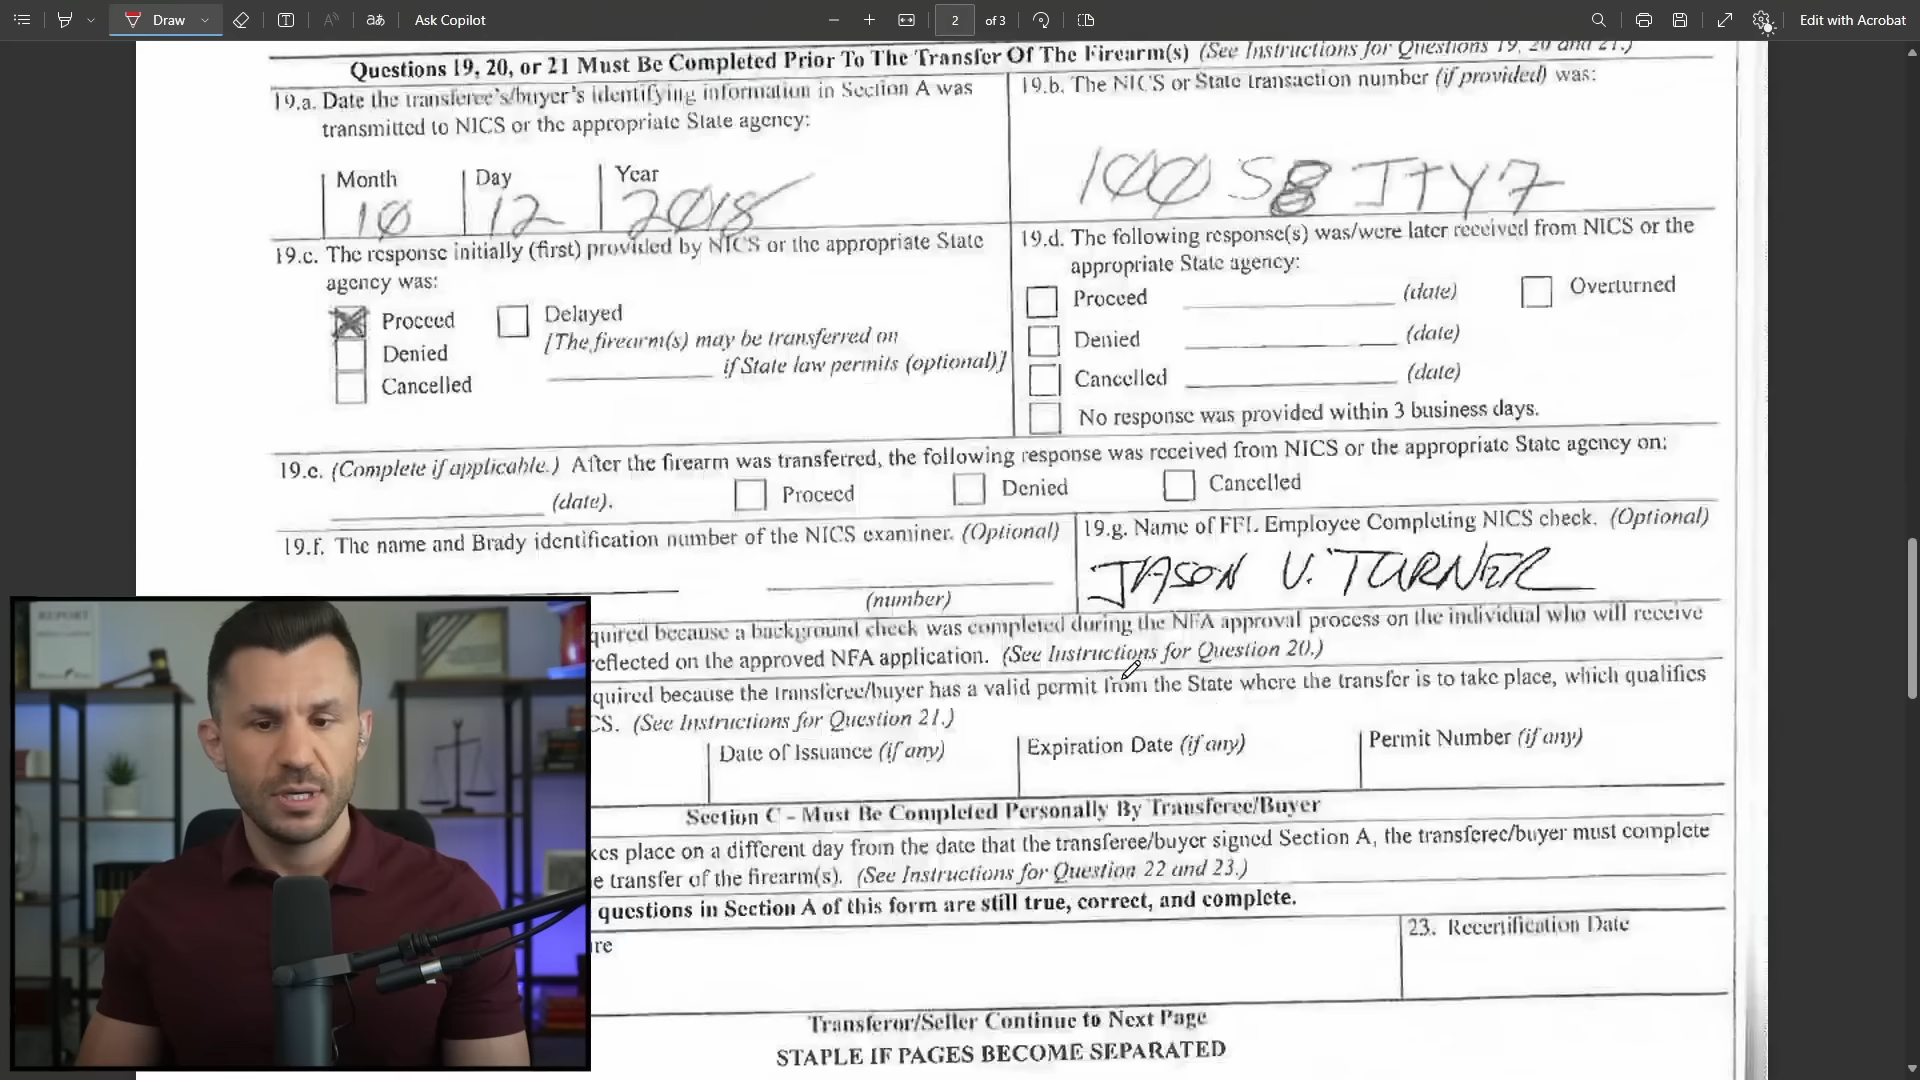 Draw
aあ
Ask Copilot
2 of 3
Edit with Acrobat
Questions 19, 20, or 21 Must Be Completed Prior To The Transfer Of The Firearm(s) (See Instructions for Questions 19, 20 and 21.)
19.a. Date the transferee's/buyer's identifying information in Section A was
transmitted to NICS or the appropriate State agency:
Month Day Year
10 12 2018
19.b. The NICS or State transaction number (if provided) was:
19.c. The response initially (first) provided by NICS or the appropriate State
agency was:
Proceed
Denied
Cancelled
Delayed
[The firearm(s) may be transferred on
if State law permits (optional)]
19.d. The following response(s) was/were later received from NICS or the
appropriate State agency:
Proceed (date) Overturned
Denied (date)
Cancelled (date)
No response was provided within 3 business days.
19.e. (Complete if applicable.) After the firearm was transferred, the following response was received from NICS or the appropriate State agency on:
(date). Proceed Denied Cancelled
19.f. The name and Brady identification number of the NICS examiner. (Optional)
(number)
19.g. Name of FFL Employee Completing NICS check. (Optional)
JASON V. TURNER
quired because a background check was completed during the NFA approval process on the individual who will receive
eflected on the approved NFA application. (See Instructions for Question 20.)
quired because the transferee/buyer has a valid permit from the State where the transfer is to take place, which qualifies
CS. (See Instructions for Question 21.)
Date of Issuance (if any) Expiration Date (if any) Permit Number (if any)
Section C - Must Be Completed Personally By Transferee/Buyer
kes place on a different day from the date that the transferee/buyer signed Section A, the transferee/buyer must complete
e transfer of the firearm(s). (See Instructions for Question 22 and 23.)
questions in Section A of this form are still true, correct, and complete.
re
23. Recertification Date
Transferor/Seller Continue to Next Page
STAPLE IF PAGES BECOME SEPARATED
REPORT